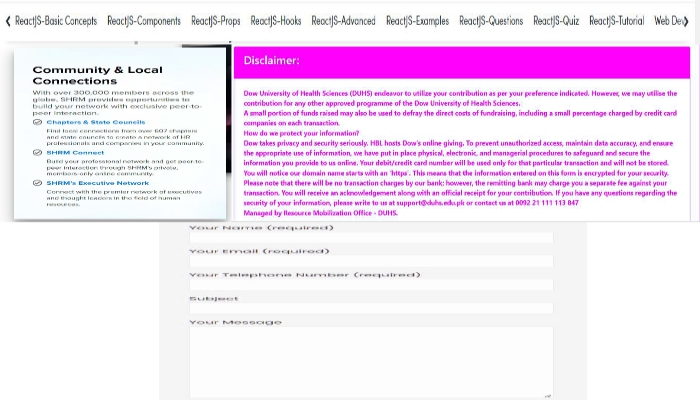 ReactJS-Basic Concepts ReactJS-Components ReactJS-Props ReactJS-Hooks ReactJS-Advanced ReactJS-Examples ReactJS-Questions ReactJS-Quiz ReactJS-Tutorial Web Dev
Community & Local
Connections
With over 300,000 members across the
globe, SHRM provides opportunities to
build your network with exclusive peer-to-
peer interaction.
Chapters & State Councils
Find local connections from over 607 chapters
and state councils to create a network of HR
professionals and companies in your community.
SHRM Connect
Build your professional network and get peer-to-
peer interaction through SHRM's private,
members-only online community.
SHRM's Executive Network
Connect with the premier network of executives
and thought leaders in the field of human
resources.
Disclaimer:
Dow University of Health Sciences (DUHS) endeavor to utilize your contribution as per your preference indicated. However, we may utilise the
contribution for any other approved programme of the Dow University of Health Sciences.
A small portion of funds raised may also be used to defray the direct costs of fundraising, including a small percentage charged by credit card
companies on each transaction.
How do we protect your information?
Dow takes privacy and security seriously. HBL hosts Dow's online giving. To prevent unauthorized access, maintain data accuracy, and ensure
the appropriate use of information, we have put in place physical, electronic, and managerial procedures to safeguard and secure the
information you provide to us online. Your debit/credit card number will be used only for that particular transaction and will not be stored.
You will notice our domain name starts with an 'https'. This means that the information entered on this form is encrypted for your security.
Please note that there will be no transaction charges by our bank; however, the remitting bank may charge you a separate fee against your
transaction. You will receive an acknowledgement along with an official receipt for your contribution. If you have any questions regarding the
security of your information, please write to us at support@duhs.edu.pk or contact us at 0092 21 111 113 847
Managed by Resource Mobilization Office - DUHS.
Your Name (required)
Your Email (required)
Your Telephone Number (required)
Subject
Your Message